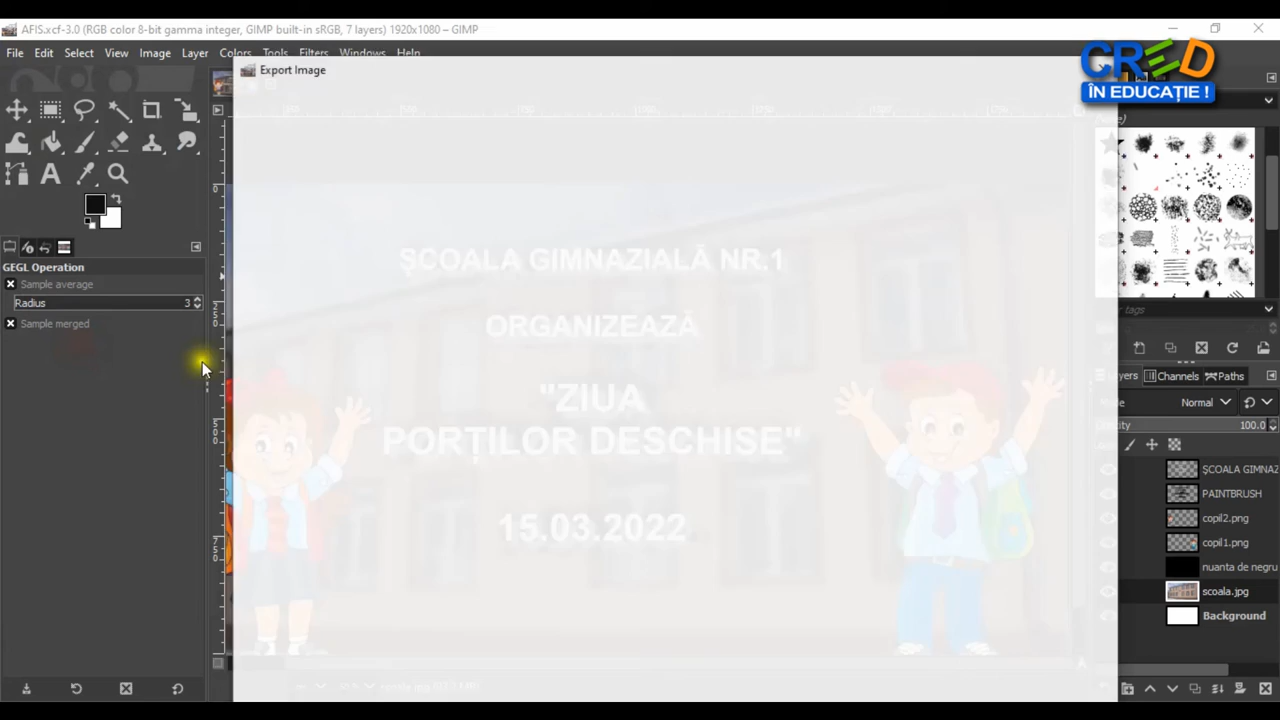 AFIS.xcf-3.0 (RGB color 8-bit gamma integer, GIMP built-in sRGB, 7 layers) 1920x1080 – GIMP
File Edit Select View Image Layer Colors Tools Filters Windows Help
Export Image
CRED
ÎN EDUCAȚIE !
GEGL Operation
Sample average
Radius 3
Sample merged
ȘCOALA GIMNAZIALĂ NR.1
ORGANIZEAZĂ
"ZIUA
PORȚILOR DESCHISE"
15.03.2022
Channels Paths
Normal
100.0
ȘCOALA GIMNAZ
PAINTBRUSH
copil2.png
copil1.png
nuanta de negru
scoala.jpg
Background